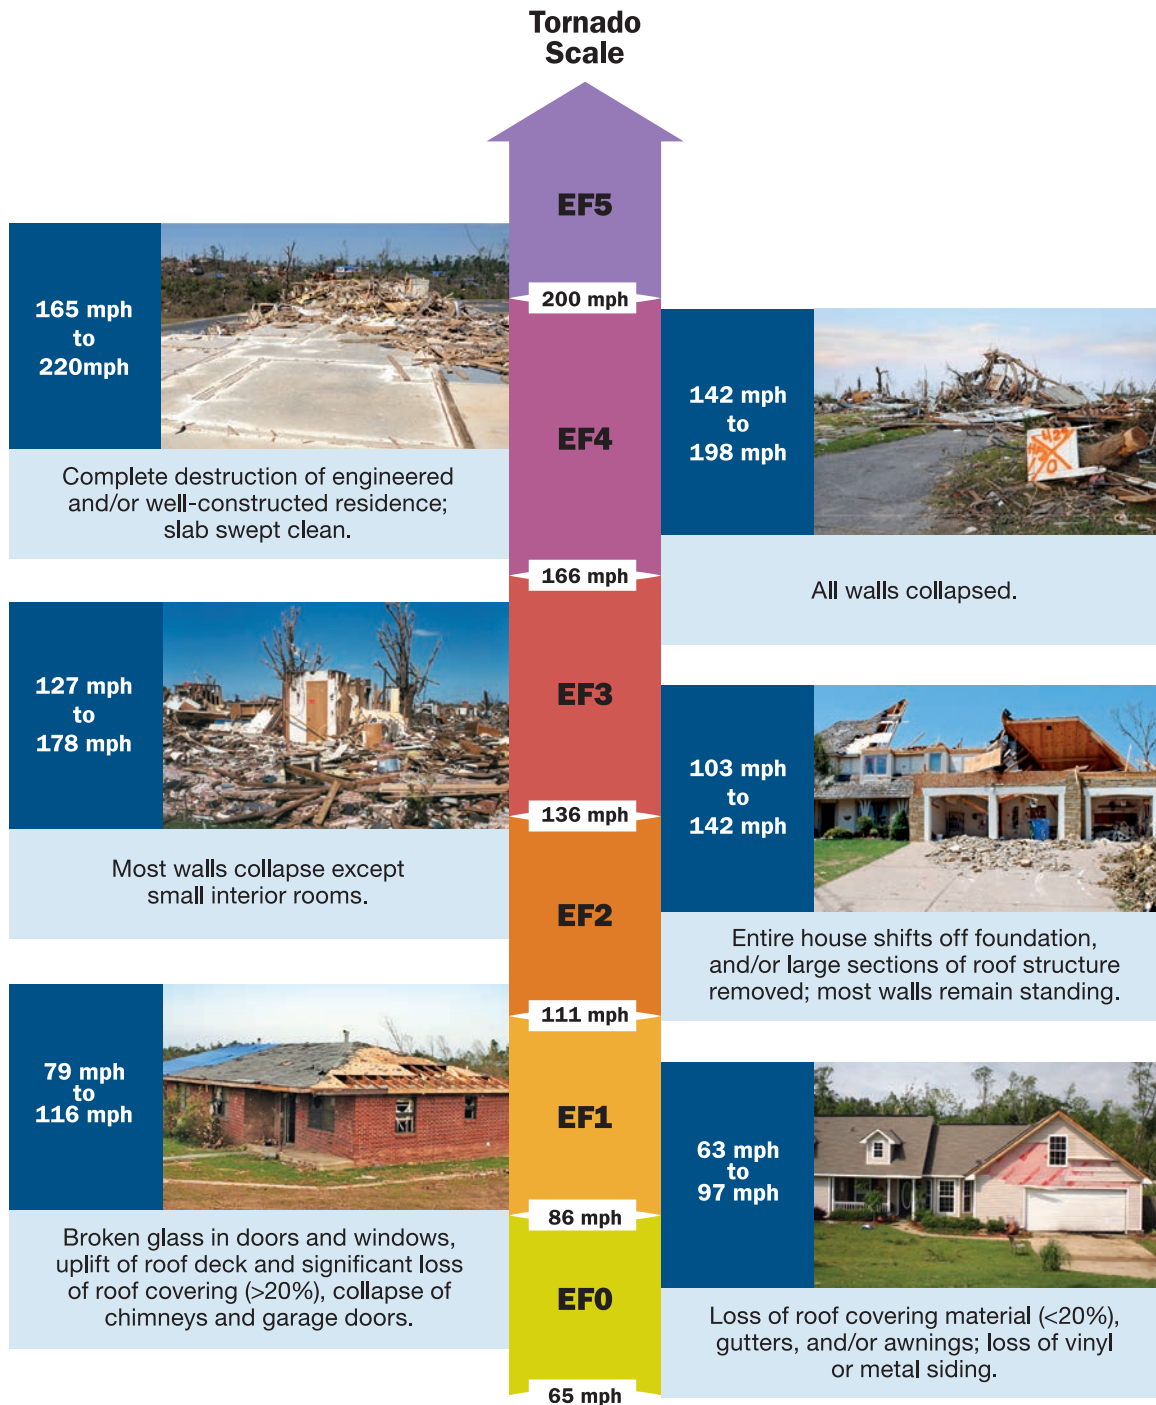 Tornado
Scale
EF5
200 mph
165 mph
to
220mph
Complete destruction of engineered
and/or well-constructed residence;
slab swept clean.
EF4
142 mph
to
198 mph
All walls collapsed.
166 mph
127 mph
to
178 mph
Most walls collapse except
small interior rooms.
EF3
136 mph
103 mph
to
142 mph
Entire house shifts off foundation,
and/or large sections of roof structure
removed; most walls remain standing.
EF2
111 mph
79 mph
to
116 mph
Broken glass in doors and windows,
uplift of roof deck and significant loss
of roof covering (>20%), collapse of
chimneys and garage doors.
EF1
86 mph
63 mph
to
97 mph
Loss of roof covering material (<20%),
gutters, and/or awnings; loss of vinyl
or metal siding.
EF0
65 mph